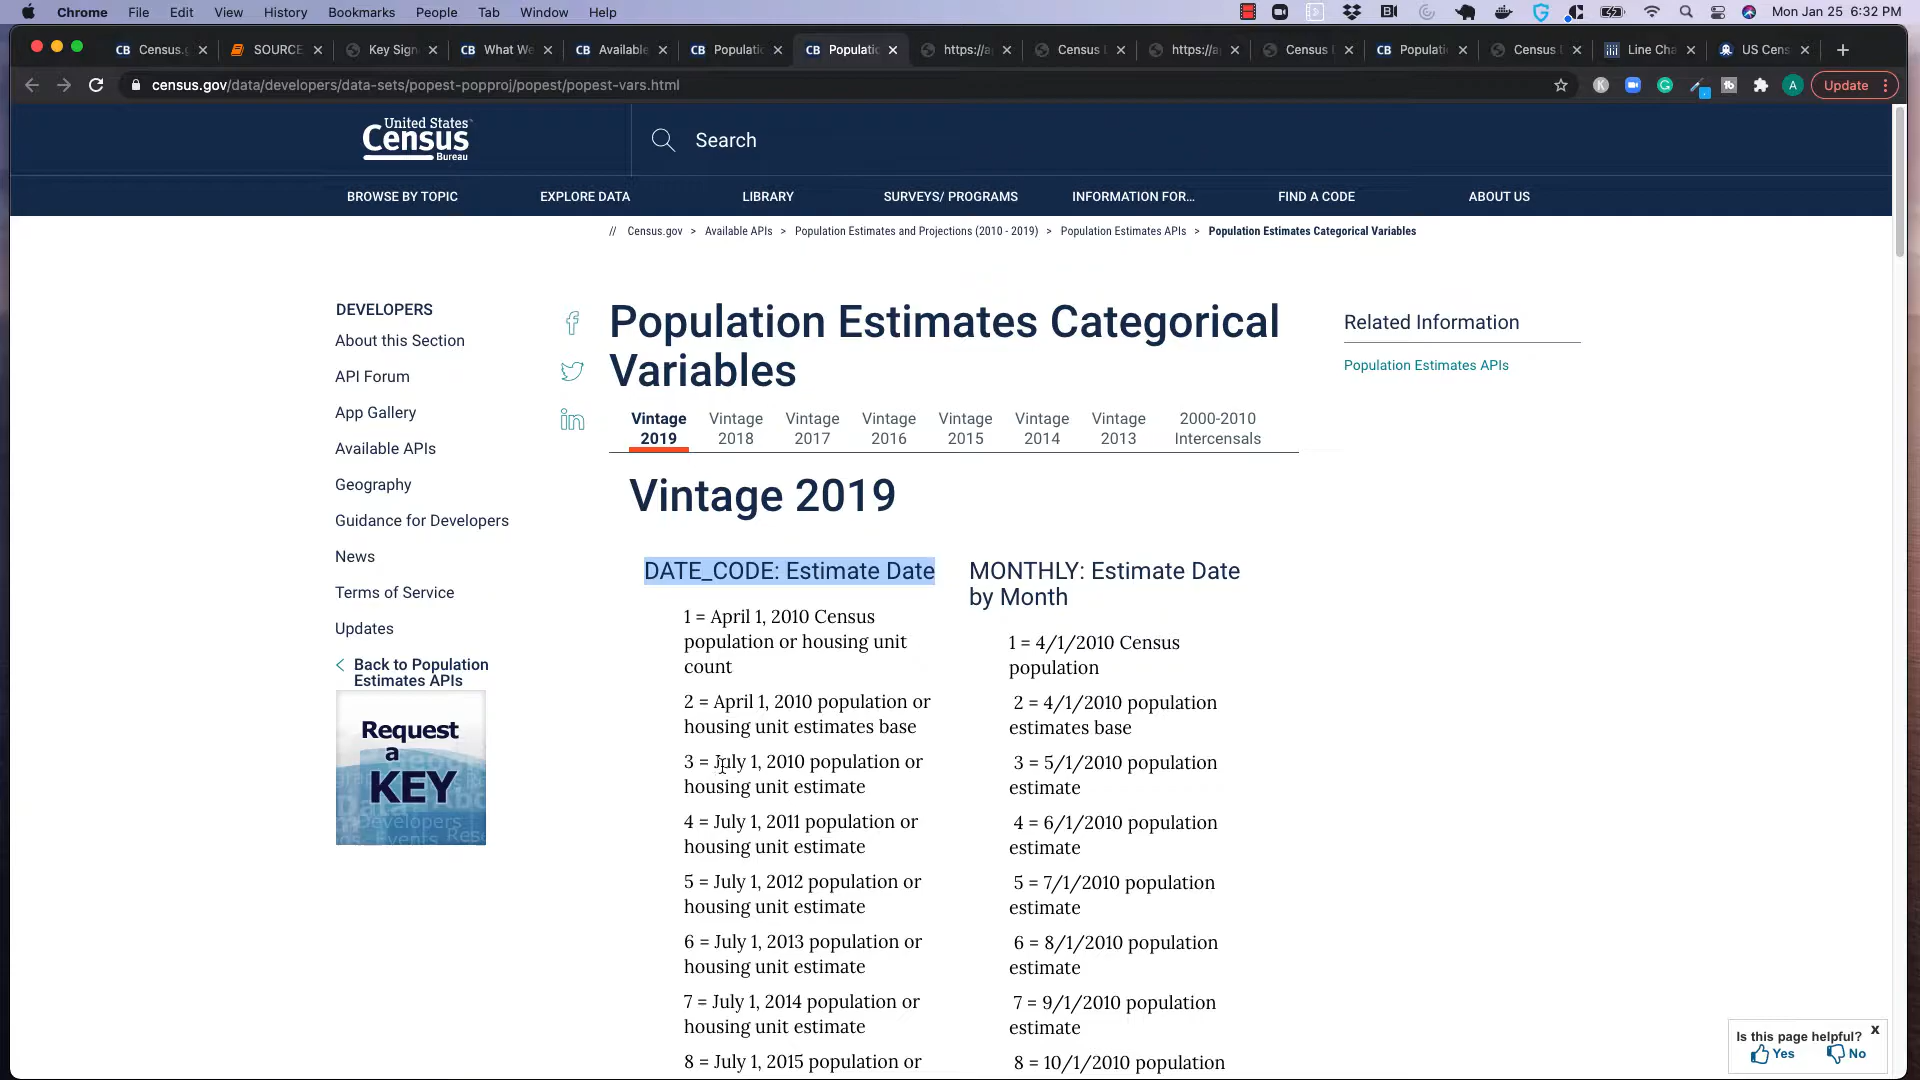 Chrome File Edit View History Bookmarks People Tab Window Help Mon Jan 25 6:32 PM
CB Census.g SOURCE Key Sign CB What We CB Available CB Populatio CB Populatio https://a Census https://a Census CB Populati Census Line Cha US Cens
census.gov/data/developers/data-sets/popest-popproj/popest/popest-vars.html A Update
United States
Census
Bureau
Search
BROWSE BY TOPIC EXPLORE DATA LIBRARY SURVEYS/ PROGRAMS INFORMATION FOR... FIND A CODE ABOUT US
// Census.gov > Available APIs > Population Estimates and Projections (2010 - 2019) > Population Estimates APIs > Population Estimates Categorical Variables
DEVELOPERS
About this Section
API Forum
App Gallery
Available APIs
Geography
Guidance for Developers
News
Terms of Service
Updates
Back to Population
Estimates APIs
Request
a
KEY
Population Estimates Categorical
Variables
Vintage 2019 Vintage 2018 Vintage 2017 Vintage 2016 Vintage 2015 Vintage 2014 Vintage 2013 2000-2010 Intercensals
Vintage 2019
DATE_CODE: Estimate Date
1 = April 1, 2010 Census
population or housing unit
count
2 = April 1, 2010 population or
housing unit estimates base
3 = July 1, 2010 population or
housing unit estimate
4 = July 1, 2011 population or
housing unit estimate
5 = July 1, 2012 population or
housing unit estimate
6 = July 1, 2013 population or
housing unit estimate
7 = July 1, 2014 population or
housing unit estimate
8 = July 1, 2015 population or
MONTHLY: Estimate Date
by Month
1 = 4/1/2010 Census
population
2 = 4/1/2010 population
estimates base
3 = 5/1/2010 population
estimate
4 = 6/1/2010 population
estimate
5 = 7/1/2010 population
estimate
6 = 8/1/2010 population
estimate
7 = 9/1/2010 population
estimate
8 = 10/1/2010 population
Related Information
Population Estimates APIs
Is this page helpful? x
Yes No